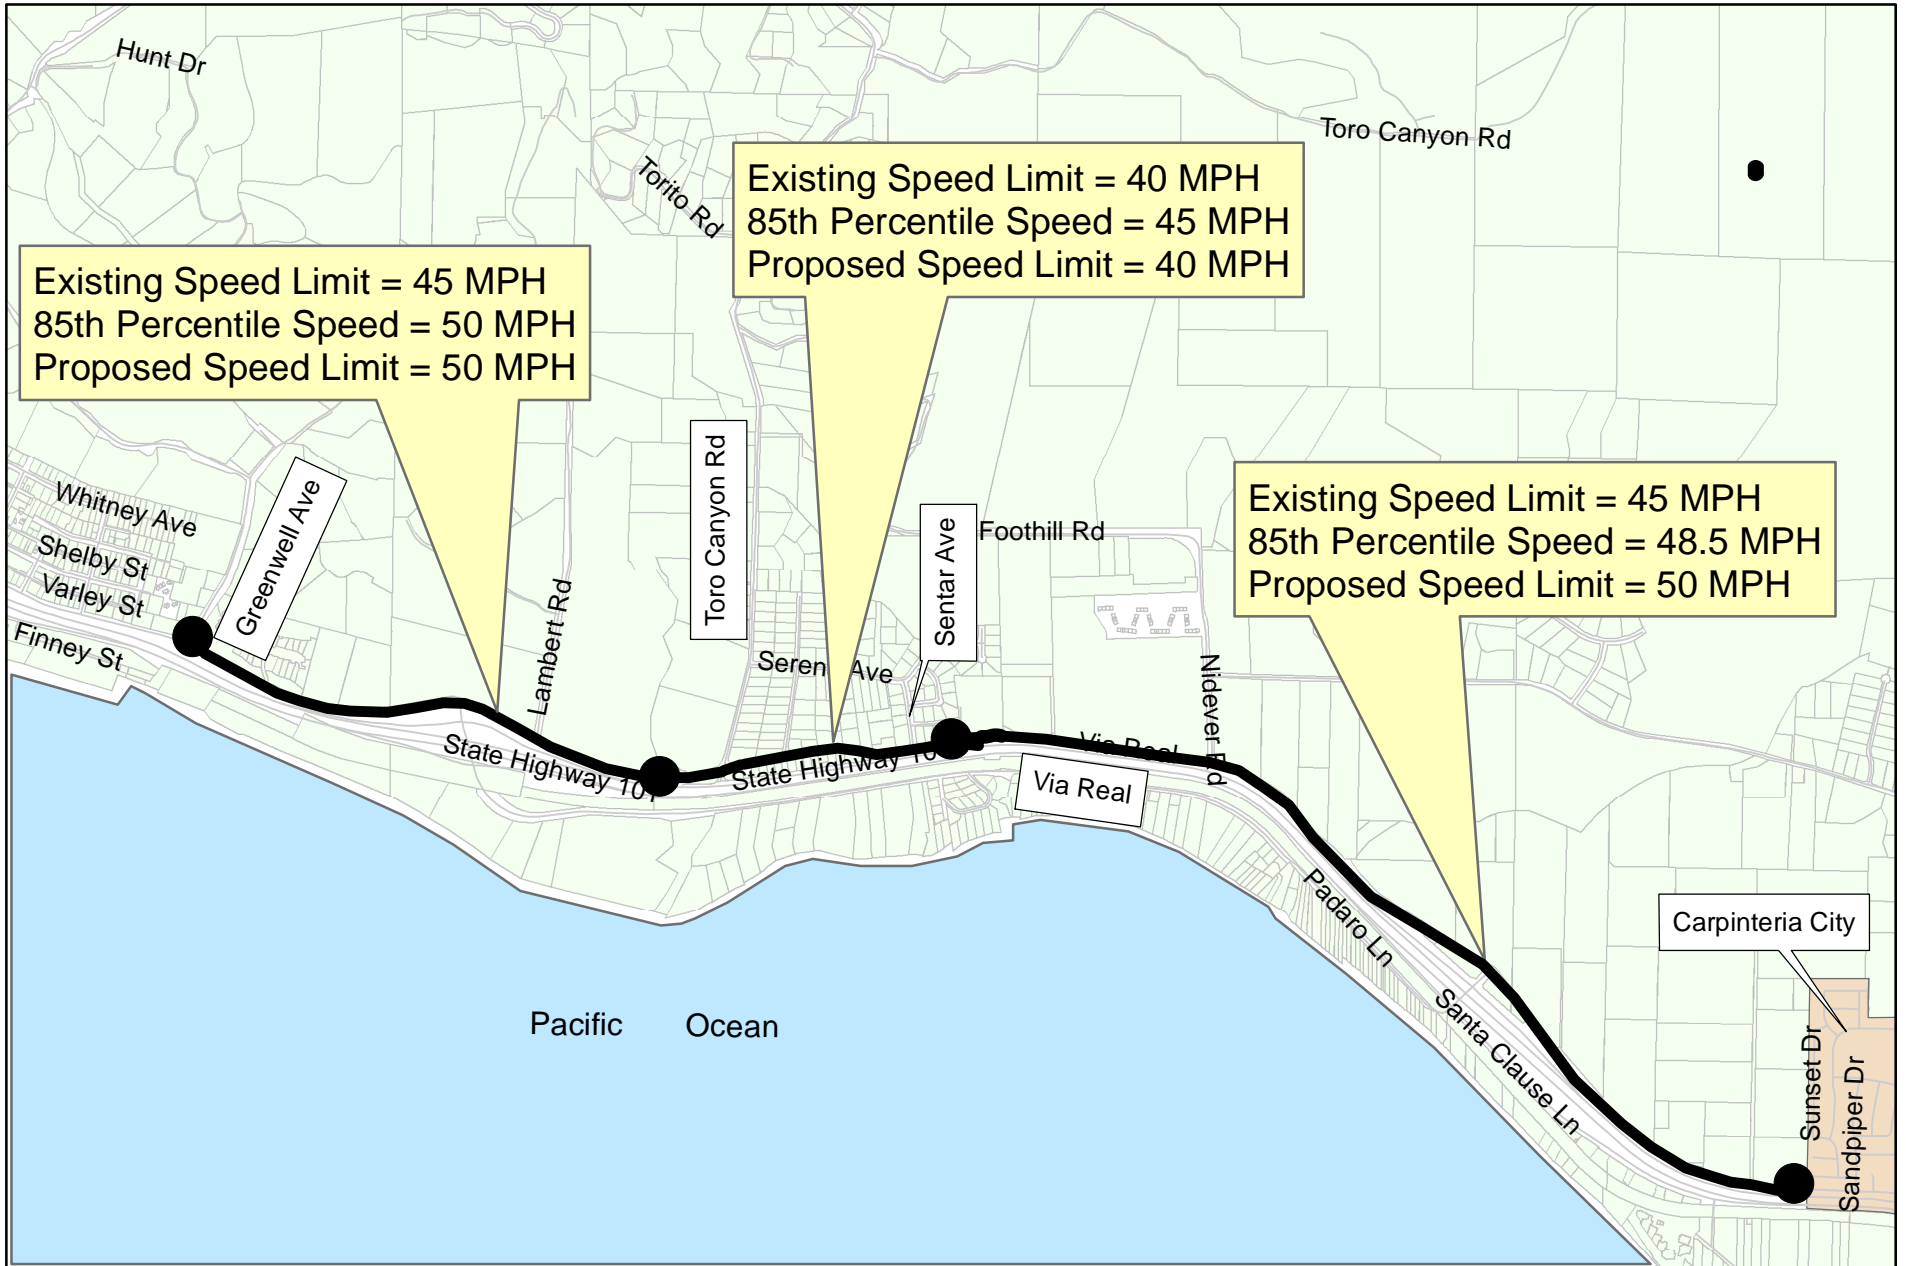 Hunt Dr
Toro Canyon Rd
Torito Rd
Existing Speed Limit = 40 MPH
85th Percentile Speed = 45 MPH
Proposed Speed Limit = 40 MPH
Existing Speed Limit = 45 MPH
85th Percentile Speed = 50 MPH
Proposed Speed Limit = 50 MPH
Toro Canyon Rd
Existing Speed Limit = 45 MPH
85th Percentile Speed = 48.5 MPH
Proposed Speed Limit = 50 MPH
Whitney Ave
Shelby St
Varley St
Finney St
Greenwell Ave
Lambert Rd
Sentar Ave
Foothill Rd
Seren Ave
Nidever Rd
State Highway 101
State Highway 10
Via Real
Via Real
Padaro Ln
Santa Clause Ln
Carpinteria City
Sunset Dr
Sandpiper Dr
Pacific Ocean